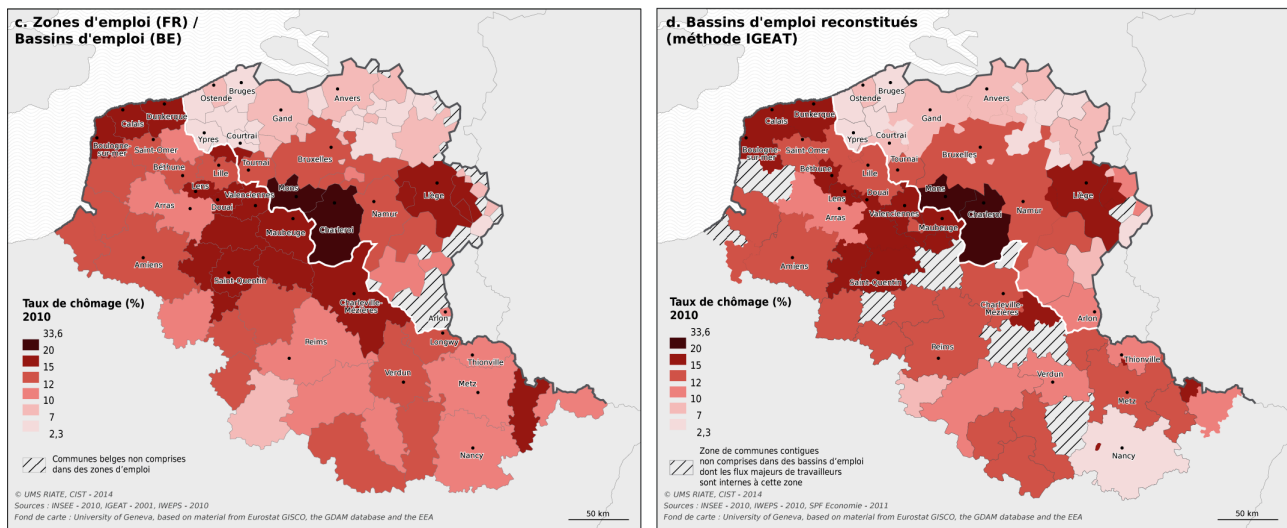 c. Zones d'emploi (FR) /
Bassins d'emploi (BE)
Bruges
Ostende
Anvers
Gand
Dunkerque
Calais
Ypres
Courtrai
Boulogne-
sur-mer
Saint-Omer
Bruxelles
Lille
Tournai
Béthune
Lens
Mons
Liège
Valenciennes
Arras
Douai
Namur
Maubeuge
Charleroi
Amiens
Saint-Quentin
Charleville-
Mézières
Arlon
Longwy
Reims
Thionville
Verdun
Metz
Nancy
Taux de chômage (%)
2010
33,6
20
15
12
10
7
2,3
Communes belges non comprises
dans des zones d'emploi
© UMS RIATE, CIST - 2014
Sources : INSEE - 2010, IGEAT - 2001, IWEPS - 2010
Fond de carte : University of Geneva, based on material from Eurostat GISCO, the GDAM database and the EEA
50 km
d. Bassins d'emploi reconstitués
(méthode IGEAT)
Bruges
Ostende
Anvers
Gand
Dunkerque
Calais
Ypres
Courtrai
Boulogne-
sur-mer
Saint-Omer
Bruxelles
Tournai
Lille
Béthune
Lens
Douai
Mons
Liège
Valenciennes
Arras
Charleroi
Namur
Maubeuge
Amiens
Saint-Quentin
Charleville-
Mézières
Arlon
Reims
Thionville
Verdun
Metz
Nancy
Taux de chômage (%)
2010
33,6
20
15
12
10
7
2,3
Zone de communes contigues
non comprises dans des bassins d'emploi
dont les flux majeurs de travailleurs
sont internes à cette zone
© UMS RIATE, CIST - 2014
Sources : INSEE - 2010, IWEPS - 2010, SPF Economie - 2011
Fond de carte : University of Geneva, based on material from Eurostat GISCO, the GDAM database and the EEA
50 km